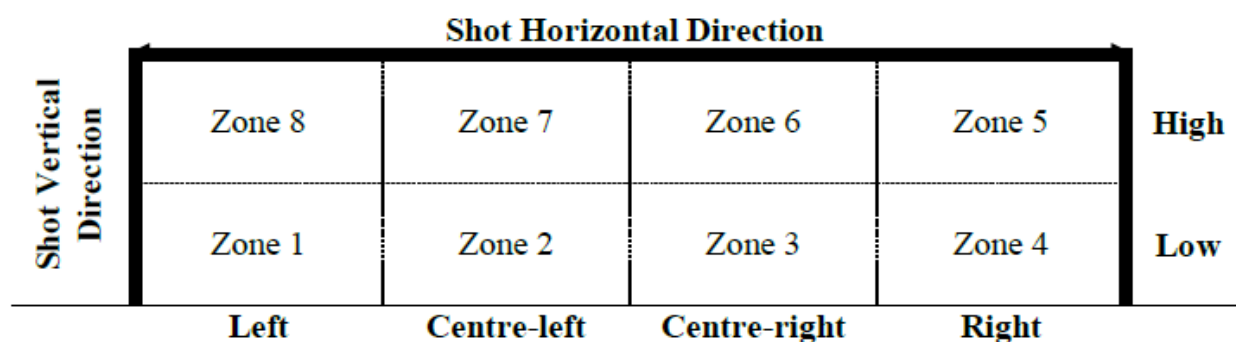 Shot Horizontal Direction
Shot Vertical
Direction
Zone 8 Zone 7 Zone 6 Zone 5 High
Zone 1 Zone 2 Zone 3 Zone 4 Low
Left Centre-left Centre-right Right